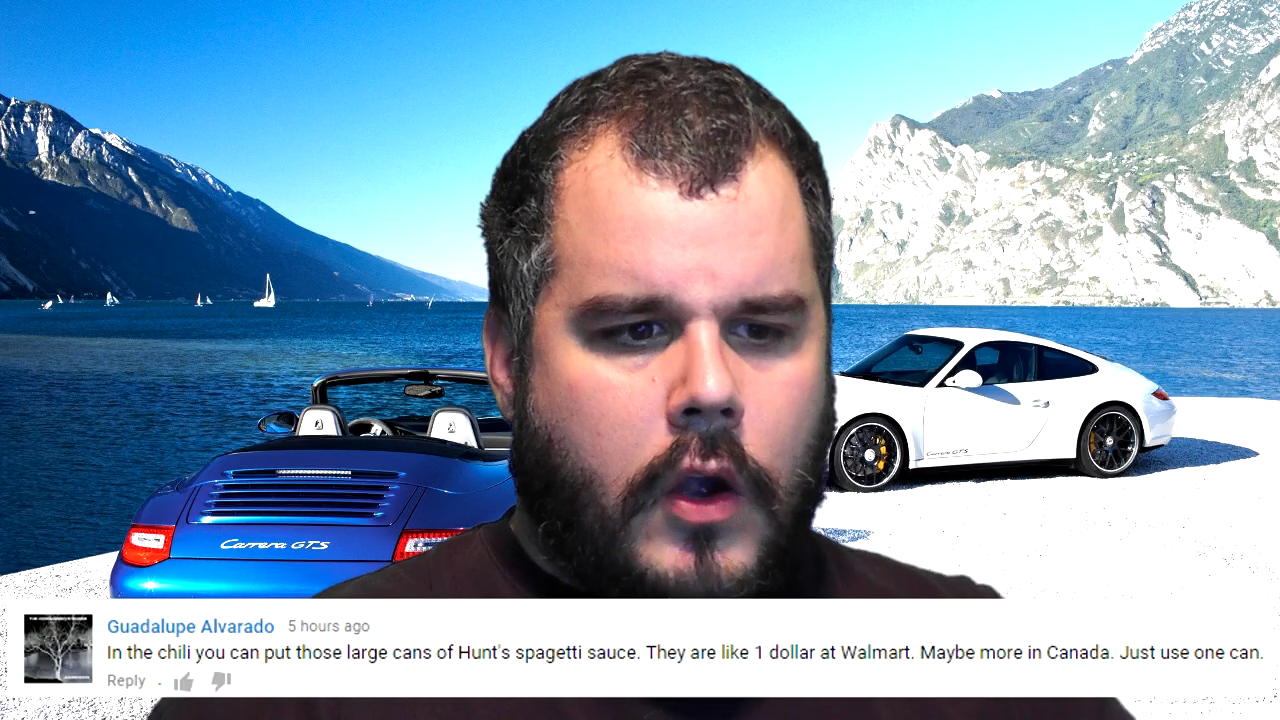 Carrera GTS
Carrera GTS
Guadalupe Alvarado 5 hours ago
In the chili you can put those large cans of Hunt's spagetti sauce. They are like 1 dollar at Walmart. Maybe more in Canada. Just use one can.
Reply